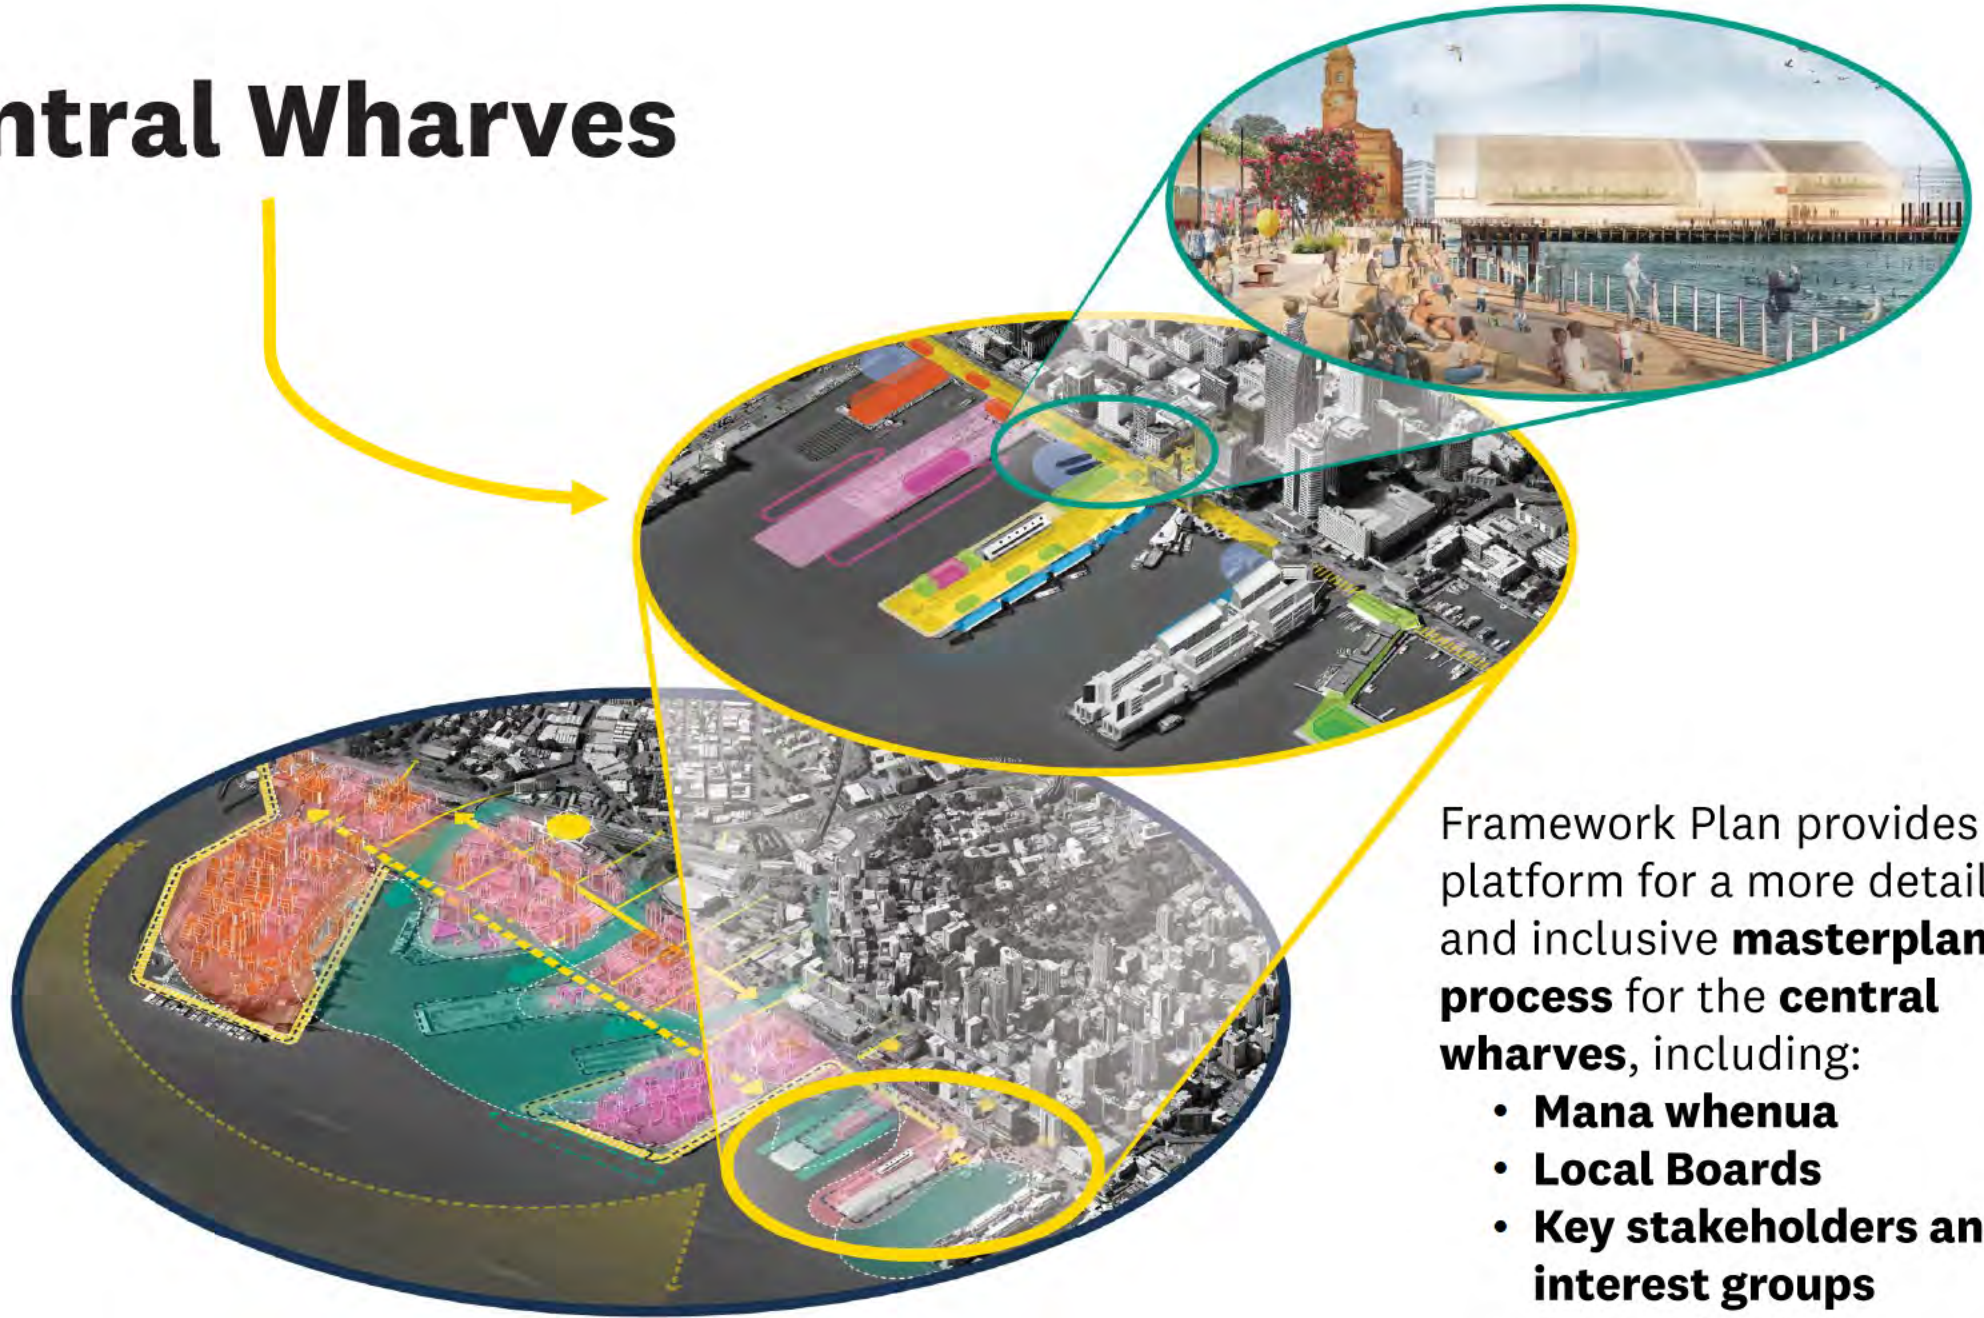 ntral Wharves
Framework Plan provides
platform for a more detail
and inclusive masterplan
process for the central
wharves, including:
• Mana whenua
• Local Boards
• Key stakeholders an
interest groups